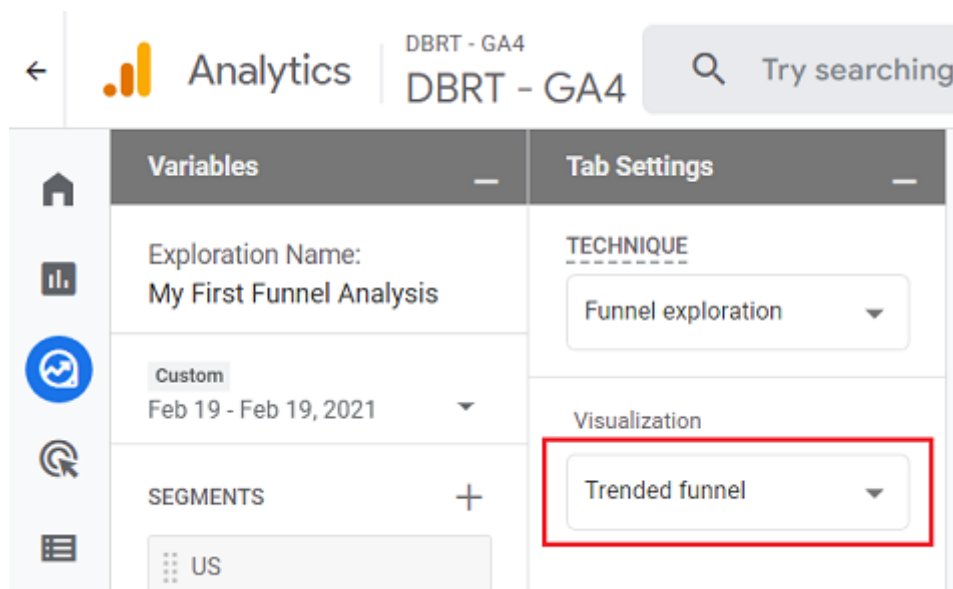 DBRT - GA4
Analytics
DBRT - GA4
Try searching
Variables
Exploration Name:
My First Funnel Analysis
Custom
Feb 19 - Feb 19, 2021
SEGMENTS
US
Tab Settings
TECHNIQUE
Funnel exploration
Visualization
Trended funnel